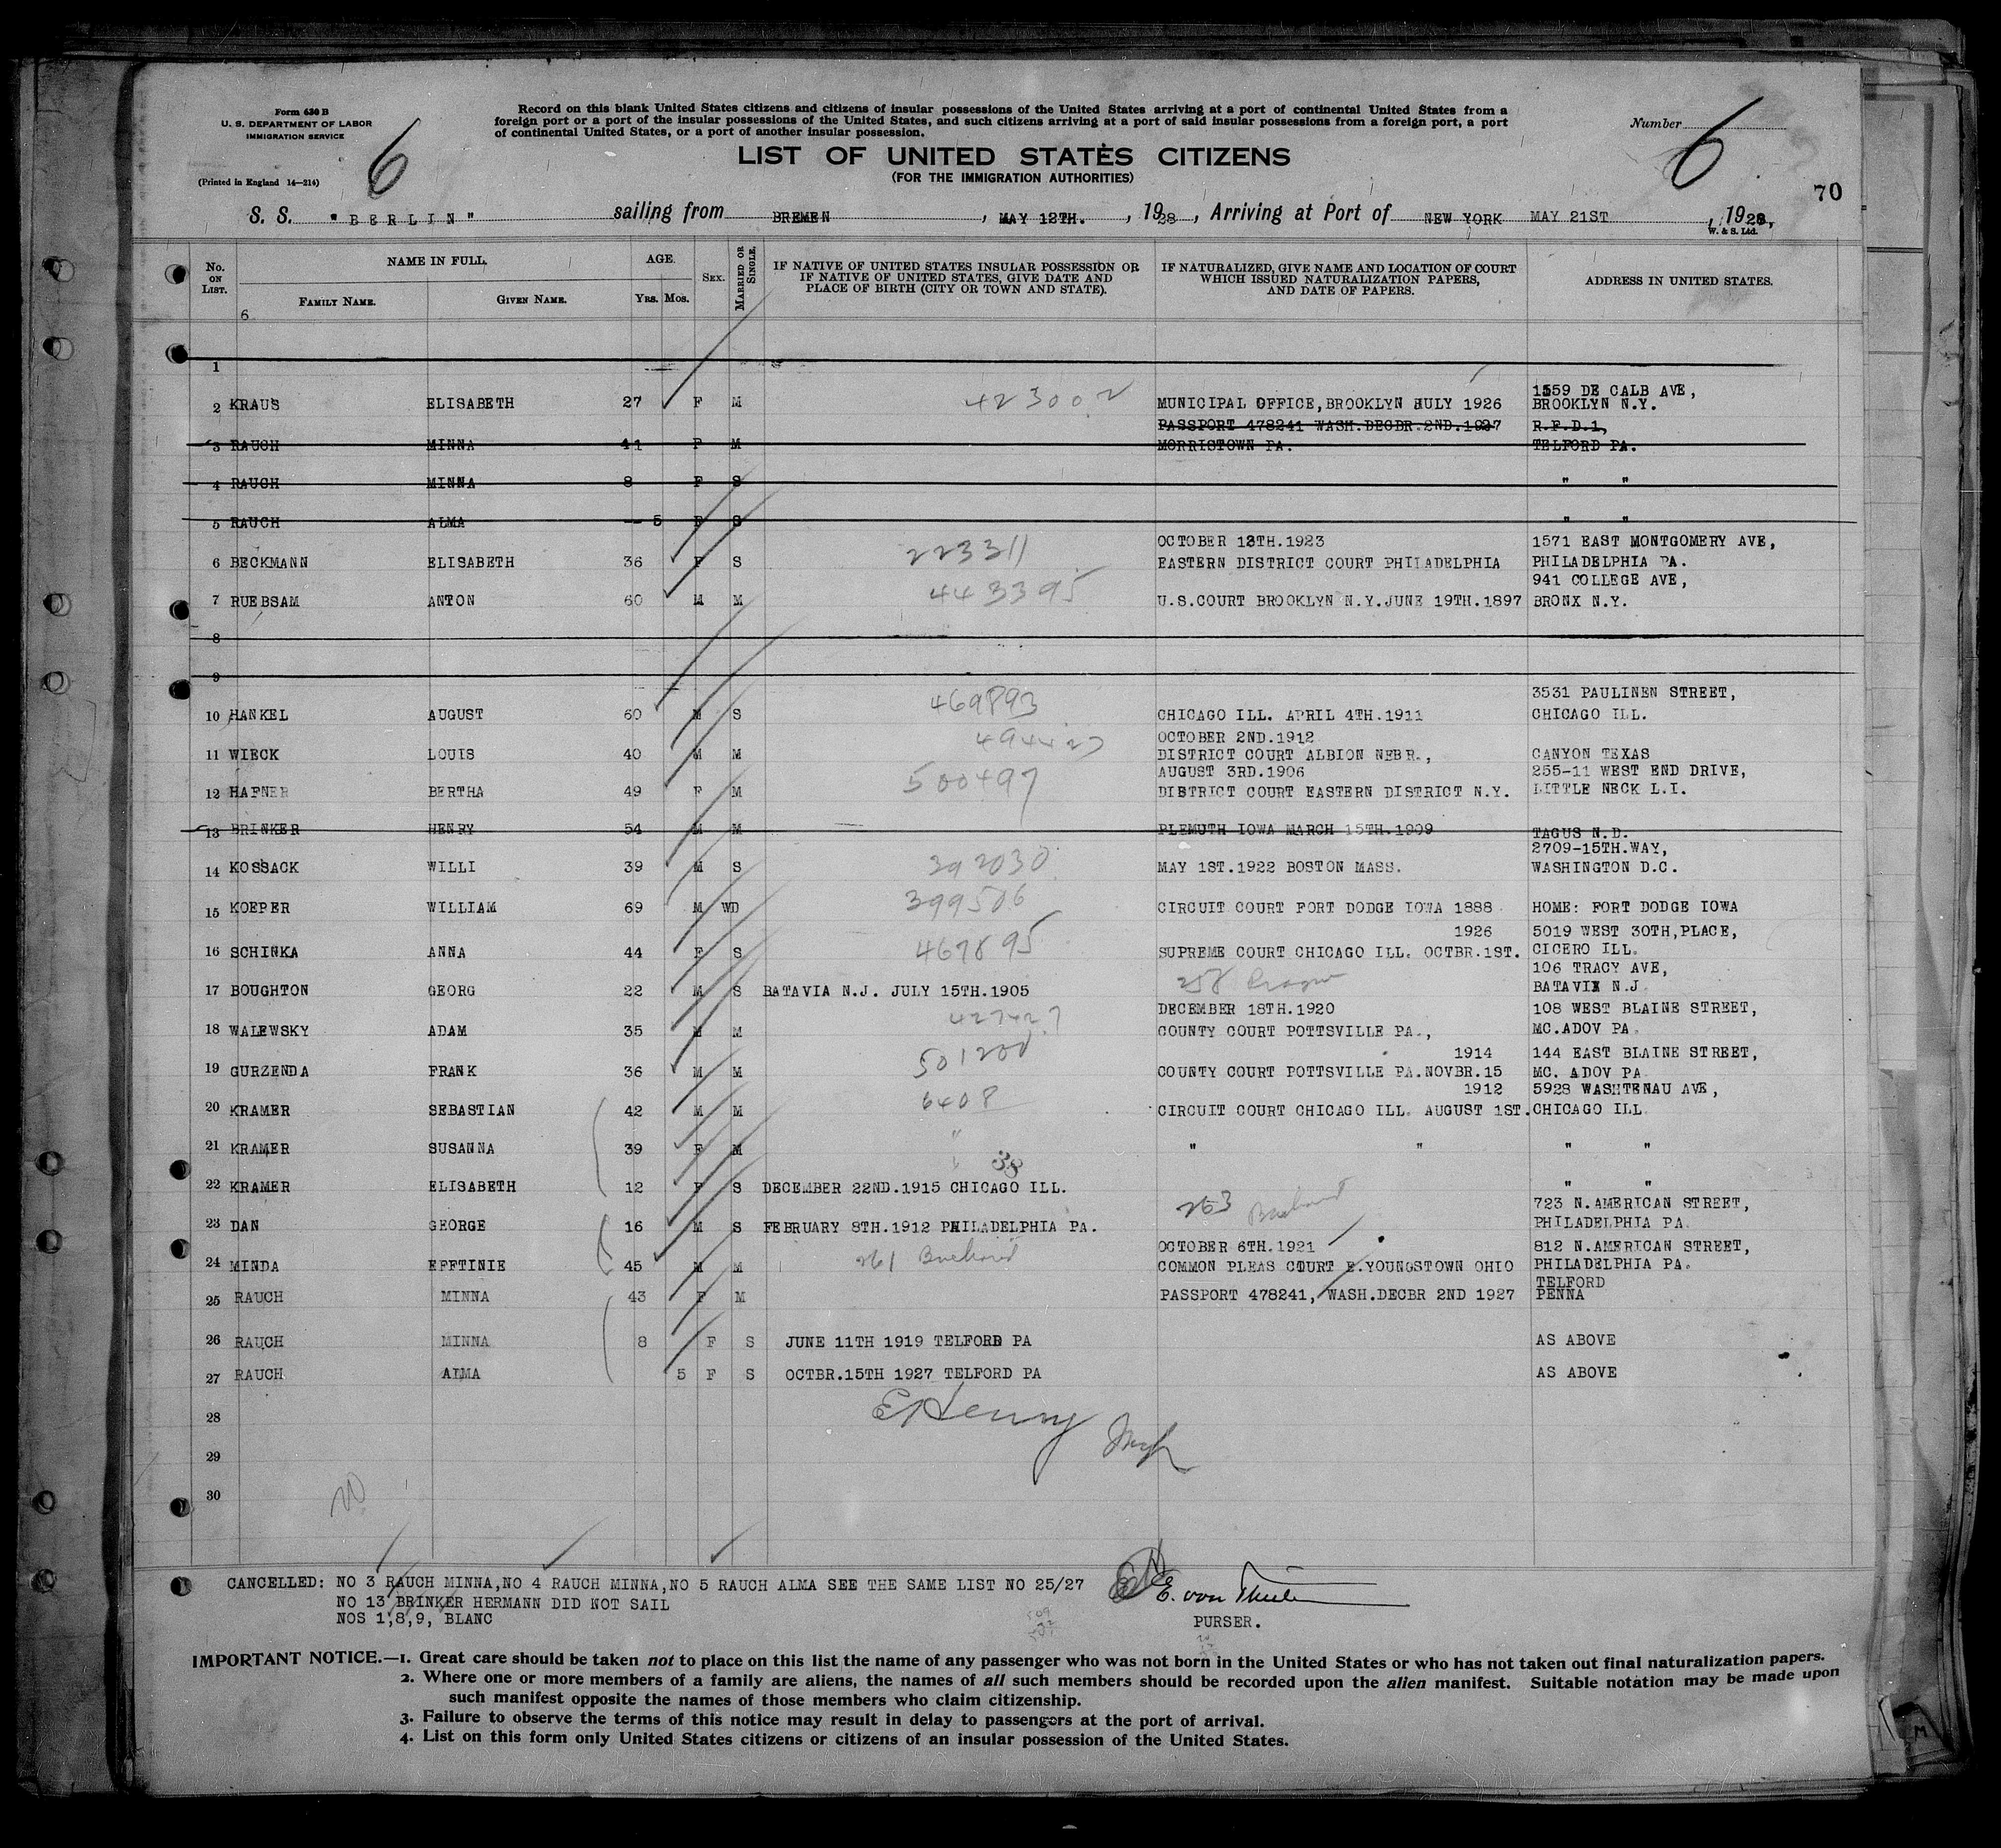 Form 630 B
U. S. DEPARTMENT OF LABOR
IMMIGRATION SERVICE
(Printed in England 14—214)
6
Record on this blank United States citizens and citizens of insular possessions of the United States arriving at a port of continental United States from a
foreign port or a port of the insular possessions of the United States, and such citizens arriving at a port of said insular possessions from a foreign port, a port
of continental United States, or a port of another insular possession.
Number
6
LIST OF UNITED STATES CITIZENS
(FOR THE IMMIGRATION AUTHORITIES)
70
S. S. "BERLIN" sailing from BREMEN, MAY 12TH., 1928, Arriving at Port of NEW YORK MAY 21ST, 1928,
W. & S. Ltd.
No. ON LIST. NAME IN FULL. AGE. SEX. MARRIED OR SINGLE. IF NATIVE OF UNITED STATES INSULAR POSSESSION OR IF NATIVE OF UNITED STATES, GIVE DATE AND PLACE OF BIRTH (CITY OR TOWN AND STATE). IF NATURALIZED, GIVE NAME AND LOCATION OF COURT WHICH ISSUED NATURALIZATION PAPERS, AND DATE OF PAPERS. ADDRESS IN UNITED STATES.
FAMILY NAME. GIVEN NAME. YRS. MOS.
6
1
1559 DE CALB AVE,
2 KRAUS ELISABETH 27 F M 423002 MUNICIPAL OFFICE, BROOKLYN JULY 1926 BROOKLYN N.Y.
PASSPORT 478241 WASH.DECBR.2ND.1927 R.F.D.1,
3 RAUCH MINNA 41 F M MORRISTOWN PA. TELFORD PA.
4 RAUCH MINNA 8 F S " "
5 RAUCH ALMA — 5 F S " "
OCTOBER 13TH.1923 1571 EAST MONTGOMERY AVE,
6 BECKMANN ELISABETH 36 F S 223311 EASTERN DISTRICT COURT PHILADELPHIA PHILADELPHIA PA.
941 COLLEGE AVE,
7 RUEBSAM ANTON 60 M M 443395 U.S.COURT BROOKLYN N.Y.JUNE 19TH.1897 BRONX N.Y.
8
9
3531 PAULINEN STREET,
10 HANKEL AUGUST 60 M S 469893 CHICAGO ILL. APRIL 4TH.1911 CHICAGO ILL.
OCTOBER 2ND.1912
11 WIECK LOUIS 40 M M 494427 DISTRICT COURT ALBION NEBR., CANYON TEXAS
AUGUST 3RD.1906 255-11 WEST END DRIVE,
12 HAFNER BERTHA 49 F M 500497 DISTRICT COURT EASTERN DISTRICT N.Y. LITTLE NECK L.I.
13 BRINKER HENRY 54 M M PLEMUTH IOWA MARCH 15TH.1909 TAGUS N.D.
2709-15TH.WAY,
14 KOSSACK WILLI 39 M S 392030 MAY 1ST.1922 BOSTON MASS. WASHINGTON D.C.
15 KOEPER WILLIAM 69 M WD 399506 CIRCUIT COURT FORT DODGE IOWA 1888 HOME: FORT DODGE IOWA
1926 5019 WEST 30TH,PLACE,
16 SCHINKA ANNA 44 F S 467895 SUPREME COURT CHICAGO ILL. OCTBR.1ST. CICERO ILL.
106 TRACY AVE,
17 BOUGHTON GEORG 22 M S BATAVIA N.J. JULY 15TH.1905 258 BATAVIA N.J.
DECEMBER 18TH.1920 108 WEST BLAINE STREET,
18 WALEWSKY ADAM 35 M M 427427 COUNTY COURT POTTSVILLE PA., MC.ADOV PA.
1914 144 EAST BLAINE STREET,
19 GURZENDA FRANK 36 M M 501200 COUNTY COURT POTTSVILLE PA.NOVBR.15 MC. ADOV PA
1912 5928 WASHTENAU AVE,
20 KRAMER SEBASTIAN 42 M M 6408 CIRCUIT COURT CHICAGO ILL. AUGUST 1ST. CHICAGO ILL
21 KRAMER SUSANNA 39 F M " " " " "
38
22 KRAMER ELISABETH 12 F S DECEMBER 22ND.1915 CHICAGO ILL. " "
723 N.AMERICAN STREET,
23 DAN GEORGE 16 M S FEBRUARY 8TH.1912 PHILADELPHIA PA. 263 PHILADELPHIA PA.
OCTOBER 6TH.1921 812 N.AMERICAN STREET,
24 MINDA EFFTINIE 45 M M 261 COMMON PLEAS COURT E.YOUNGSTOWN OHIO PHILADELPHIA PA.
TELFORD
25 RAUCH MINNA 43 F M PASSPORT 478241, WASH.DECBR 2ND 1927 PENNA
26 RAUCH MINNA 8 F S JUNE 11TH 1919 TELFORD PA AS ABOVE
27 RAUCH ALMA 5 F S OCTBR.15TH 1927 TELFORD PA AS ABOVE
28
29
30
CANCELLED: NO 3 RAUCH MINNA,NO 4 RAUCH MINNA,NO 5 RAUCH ALMA SEE THE SAME LIST NO 25/27
NO 13 BRINKER HERMANN DID NOT SAIL
NOS 1,8,9, BLANC
PURSER.
IMPORTANT NOTICE.—1. Great care should be taken not to place on this list the name of any passenger who was not born in the United States or who has not taken out final naturalization papers.
2. Where one or more members of a family are aliens, the names of all such members should be recorded upon the alien manifest. Suitable notation may be made upon
such manifest opposite the names of those members who claim citizenship.
3. Failure to observe the terms of this notice may result in delay to passengers at the port of arrival.
4. List on this form only United States citizens or citizens of an insular possession of the United States.